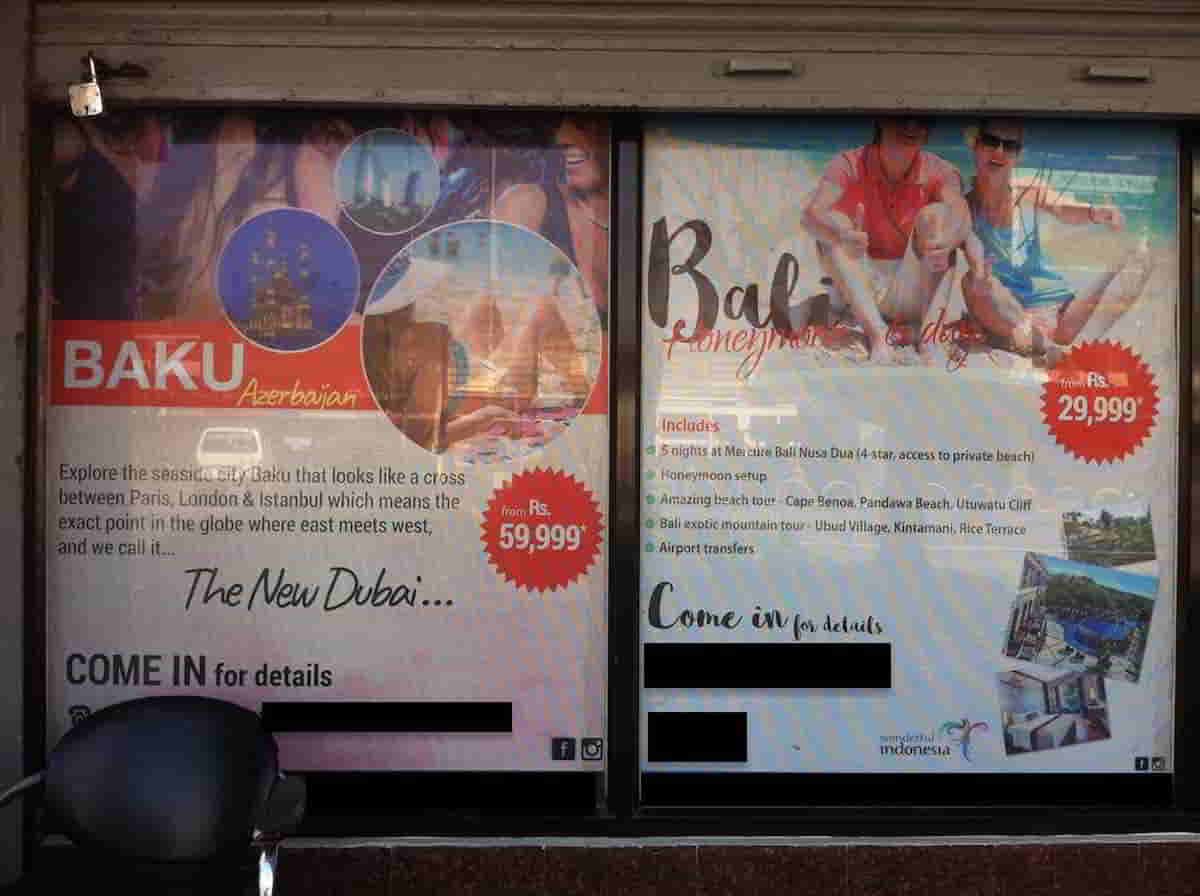 BAKU
Azerbaijan
Explore the seaside city Baku that looks like a cross
between Paris, London & Istanbul which means the
exact point in the globe where east meets west,
and we call it...
from Rs.
59,999*
The New Dubai...
COME IN for details
f
Bali
Honeymoon 6 days
from Rs.
29,999*
Includes
5 nights at Mercure Bali Nusa Dua (4-star, access to private beach)
Honeymoon setup
Amazing beach tour - Cape Benoa, Pandawa Beach, Utuwatu Cliff
Bali exotic mountain tour - Ubud Village, Kintamani, Rice Terrace
Airport transfers
Come in for details
wonderful
indonesia
f